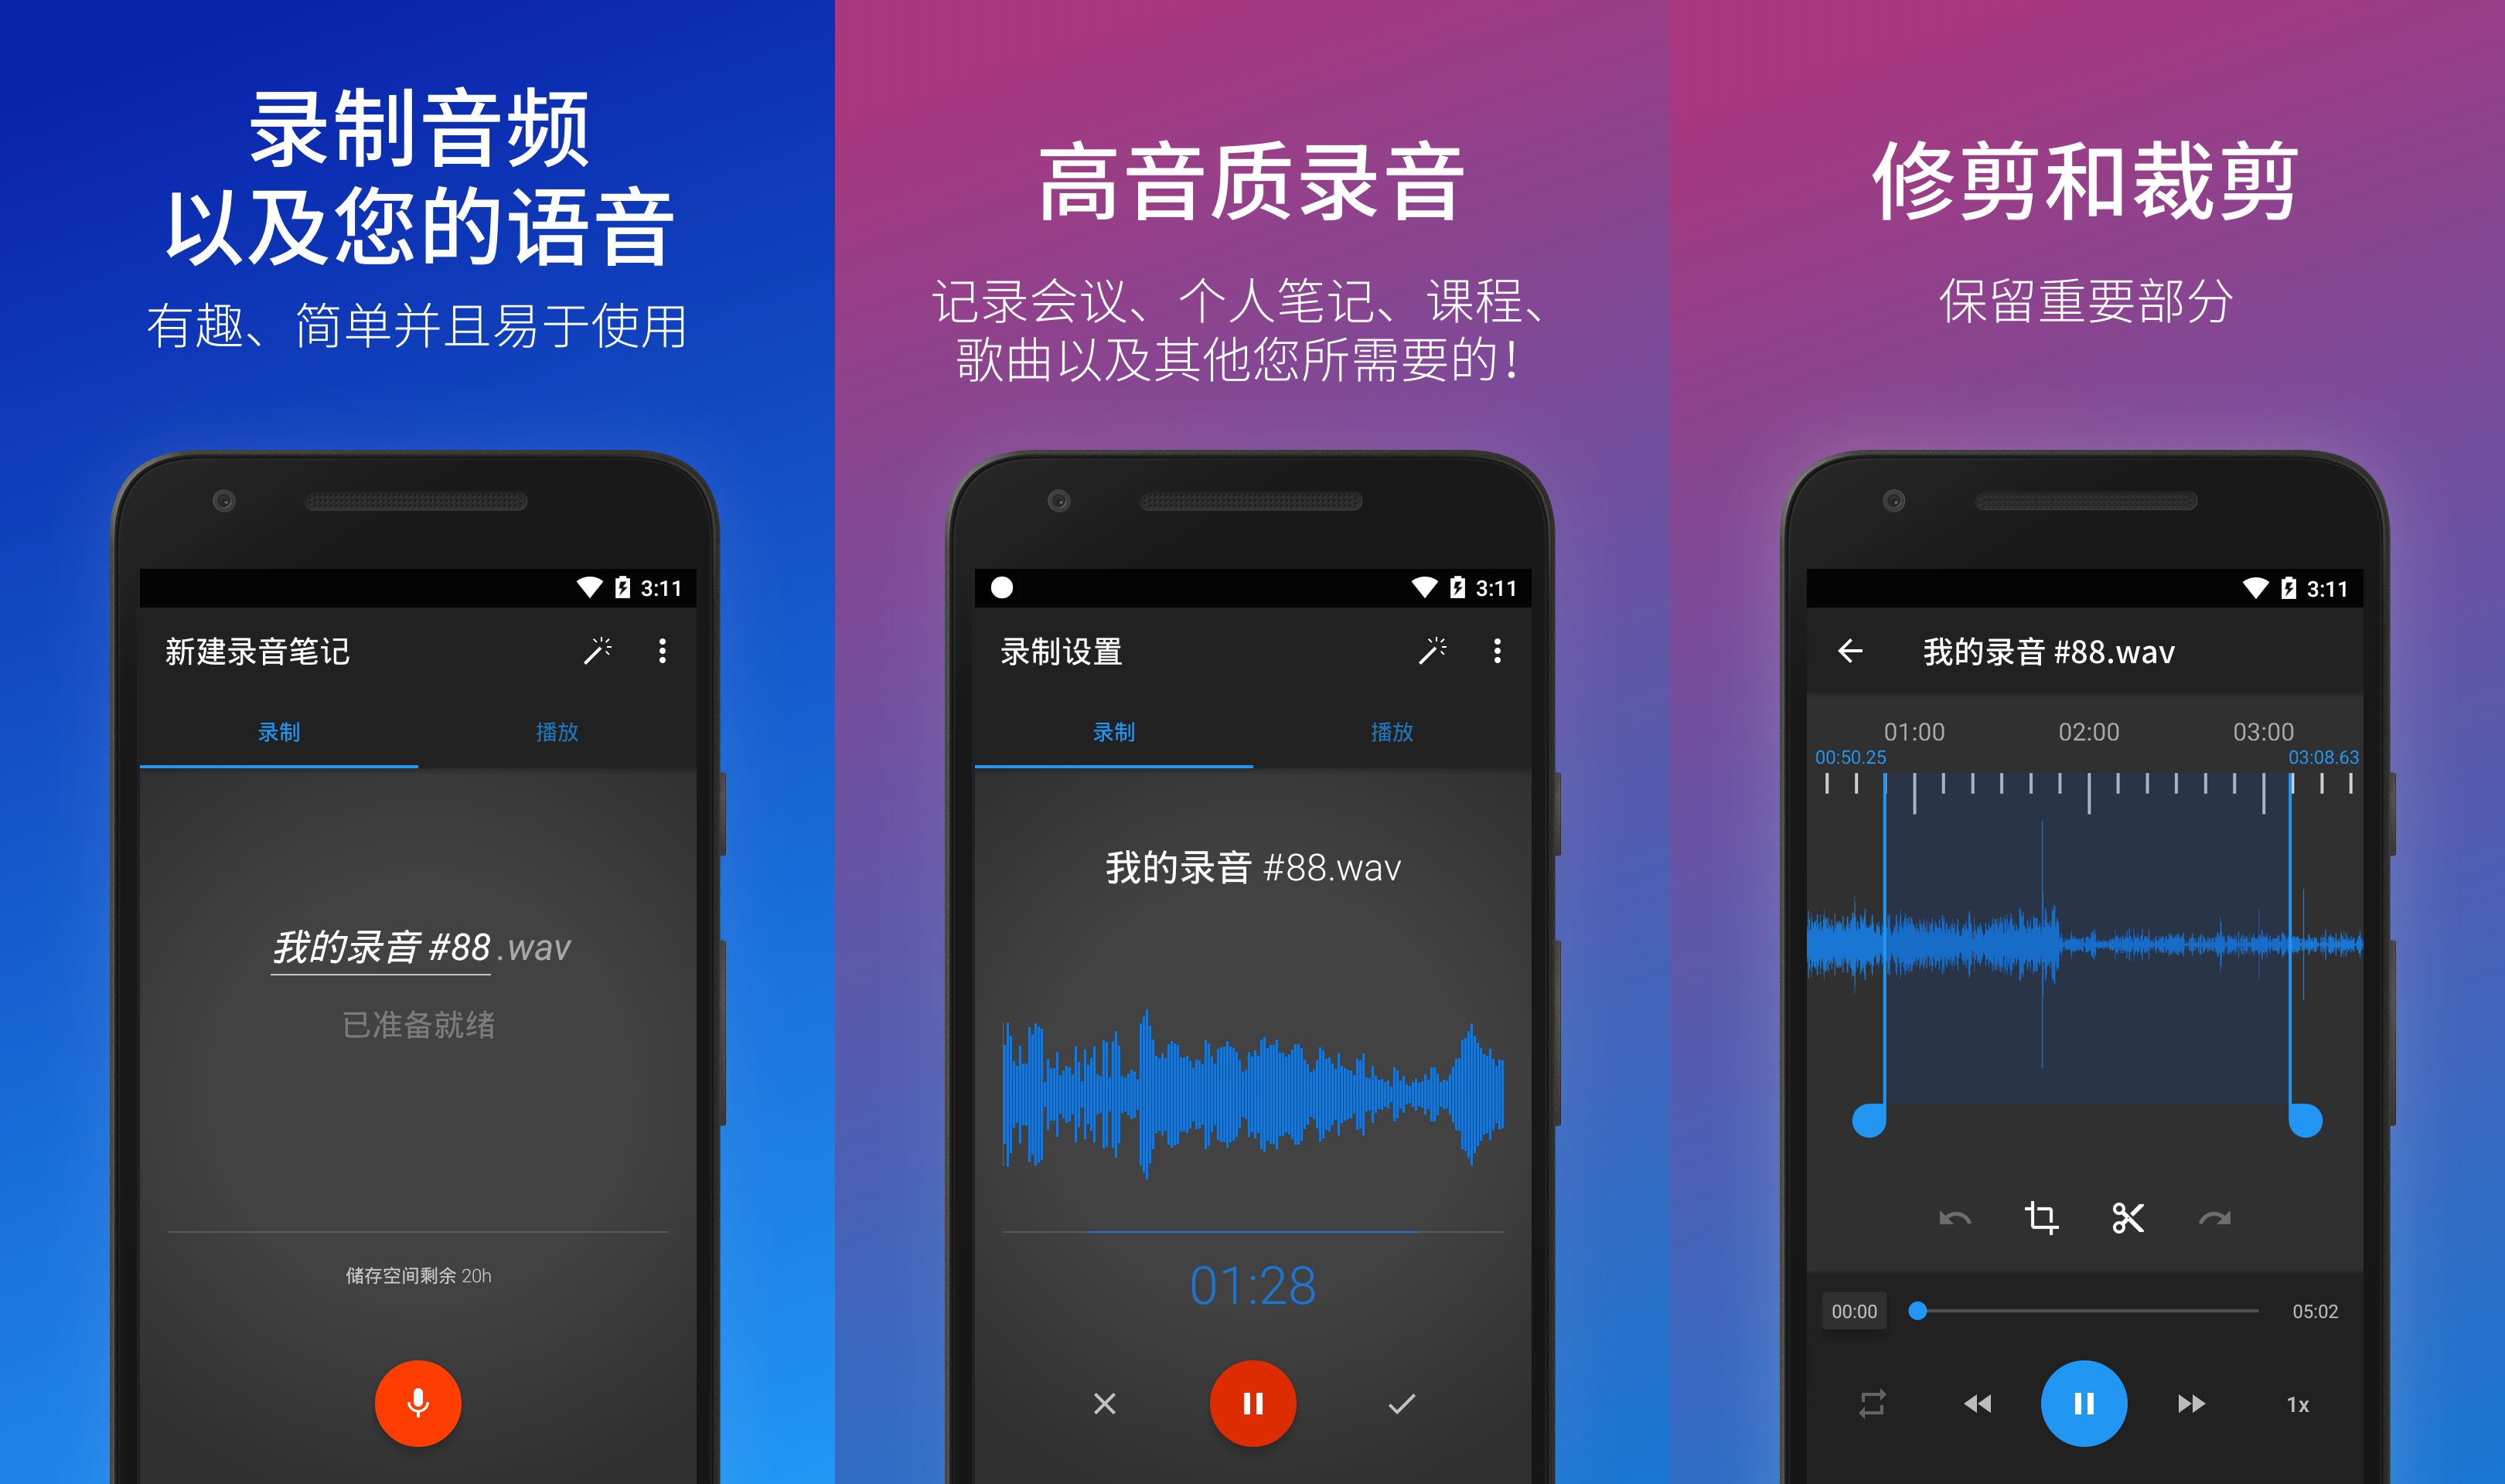 录制音频
以及您的语音
有趣、简单并且易于使用
3:11
新建录音笔记
录制
播放
我的录音 #88 .wav
已准备就绪
储存空间剩余 20h
高音质录音
记录会议、个人笔记、课程、
歌曲以及其他您所需要的！
3:11
录制设置
录制
播放
我的录音 #88.wav
01:28
修剪和裁剪
保留重要部分
3:11
我的录音 #88.wav
01:00
02:00
03:00
00:50.25
03:08.63
00:00
05:02
1x